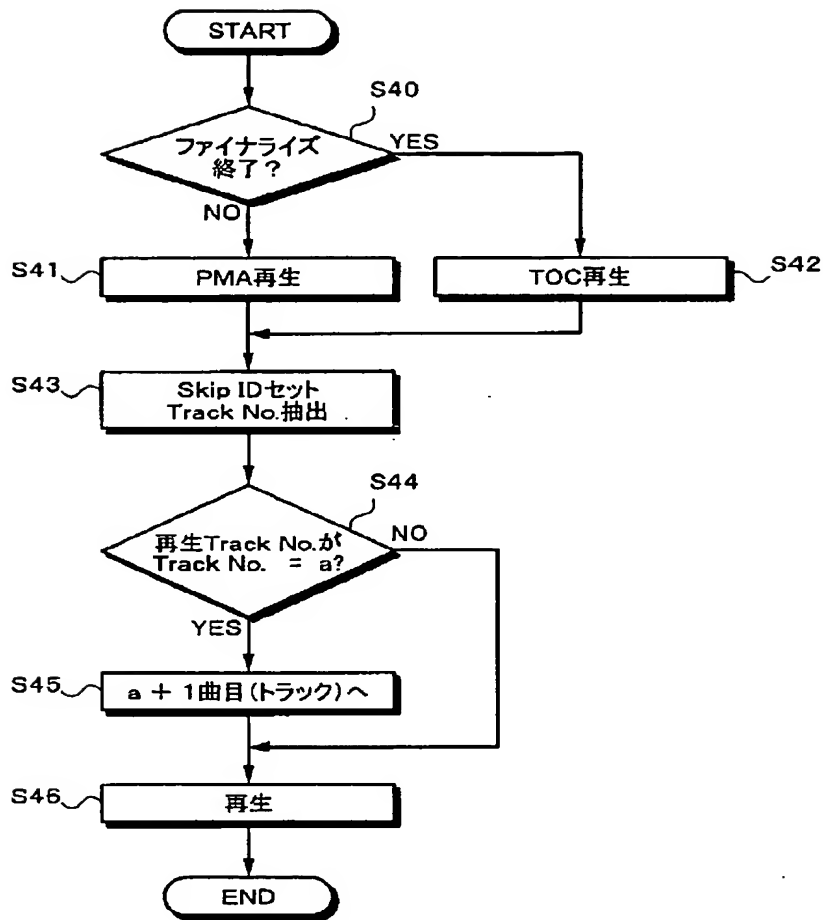 START
S40
ファイナライズ
終了?
YES
NO
S41
PMA再生
TOC再生
S42
S43
Skip IDセット
Track No.抽出
S44
再生Track No.が
Track No. = a?
NO
YES
S45
a + 1曲目(トラック)へ
S46
再生
END